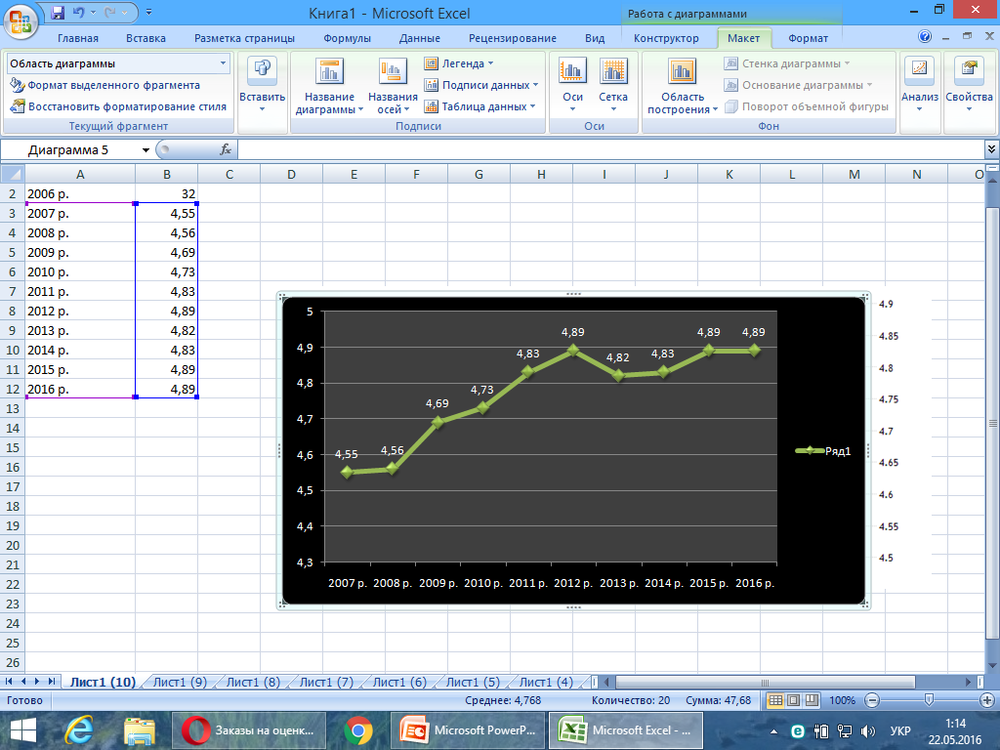 Книга1 - Microsoft Excel
Работа с диаграммами
Главная Вставка Разметка страницы Формулы Данные Рецензирование Вид Конструктор Макет Формат
Область диаграммы
Формат выделенного фрагмента
Восстановить форматирование стиля
Текущий фрагмент
Вставить
Название диаграммы
Названия осей
Легенда
Подписи данных
Таблица данных
Подписи
Оси
Сетка
Оси
Область построения
Стенка диаграммы
Основание диаграммы
Поворот объемной фигуры
Фон
Анализ
Свойства
Диаграмма 5
fx
A B C D E F G H I J K L M N O
2 2006 р. 32
3 2007 р. 4,55
4 2008 р. 4,56
5 2009 р. 4,69
6 2010 р. 4,73
7 2011 р. 4,83
8 2012 р. 4,89
9 2013 р. 4,82
10 2014 р. 4,83
11 2015 р. 4,89
12 2016 р. 4,89
13
14
15
16
17
18
19
20
21
22
23
24
25
26
5
4,9
4,8
4,7
4,6
4,5
4,4
4,3
4,55 4,56 4,69 4,73 4,83 4,89 4,82 4,83 4,89 4,89
2007 р. 2008 р. 2009 р. 2010 р. 2011 р. 2012 р. 2013 р. 2014 р. 2015 р. 2016 р.
Ряд1
4.9
4.85
4.8
4.75
4.7
4.65
4.6
4.55
4.5
Лист1 (10) Лист1 (9) Лист1 (8) Лист1 (7) Лист1 (6) Лист1 (5) Лист1 (4)
Готово Среднее: 4,768 Количество: 20 Сумма: 47,68 100%
Заказы на оценк... Microsoft PowerP... Microsoft Excel - ... УКР
1:14
22.05.2016